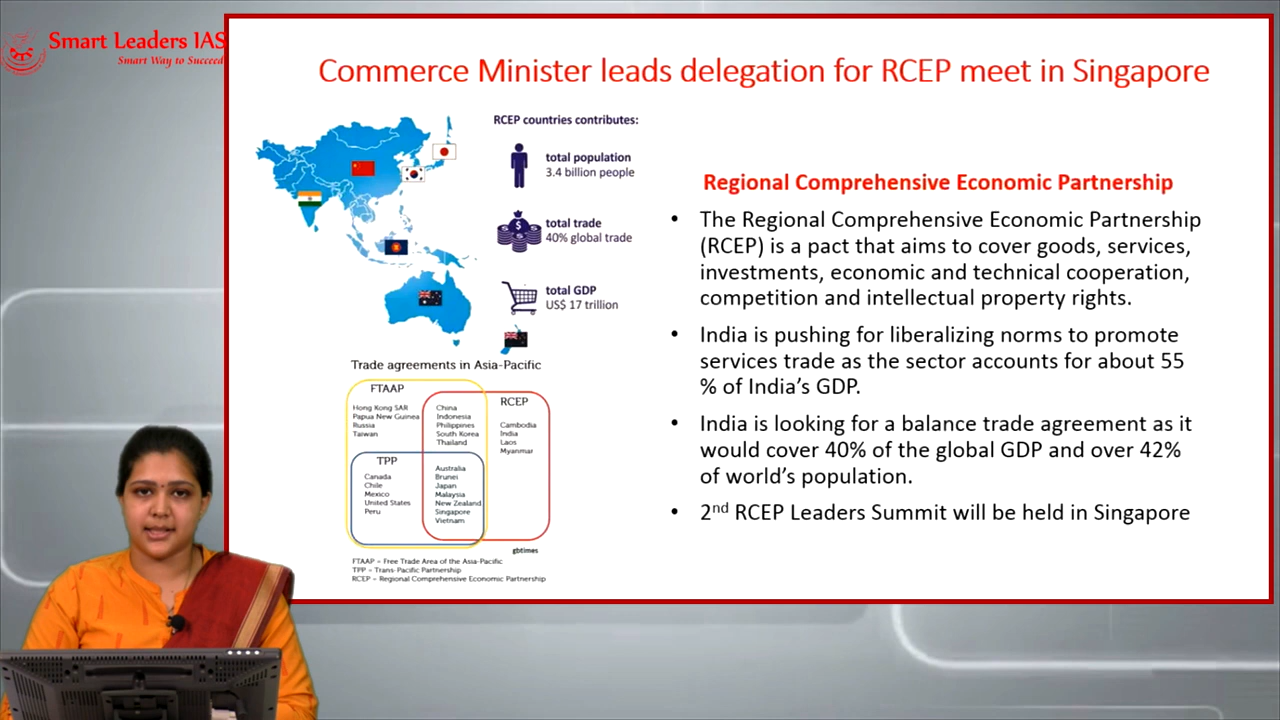 Smart Leaders IAS
Smart Way to Succeed
Commerce Minister leads delegation for RCEP meet in Singapore
RCEP countries contributes:
total population
3.4 billion people
total trade
40% global trade
total GDP
US$ 17 trillion
Trade agreements in Asia-Pacific
FTAAP
Hong Kong SAR
Papua New Guinea
Russia
Taiwan
China
Indonesia
Philippines
South Korea
Thailand
RCEP
Cambodia
India
Laos
Myanmar
TPP
Canada
Chile
Mexico
United States
Peru
Australia
Brunei
Japan
Malaysia
New Zealand
Singapore
Vietnam
gbtimes
FTAAP – Free Trade Area of the Asia-Pacific
TPP – Trans-Pacific Partnership
RCEP – Regional Comprehensive Economic Partnership
Regional Comprehensive Economic Partnership
• The Regional Comprehensive Economic Partnership
(RCEP) is a pact that aims to cover goods, services,
investments, economic and technical cooperation,
competition and intellectual property rights.
• India is pushing for liberalizing norms to promote
services trade as the sector accounts for about 55
% of India’s GDP.
• India is looking for a balance trade agreement as it
would cover 40% of the global GDP and over 42%
of world’s population.
• 2nd RCEP Leaders Summit will be held in Singapore